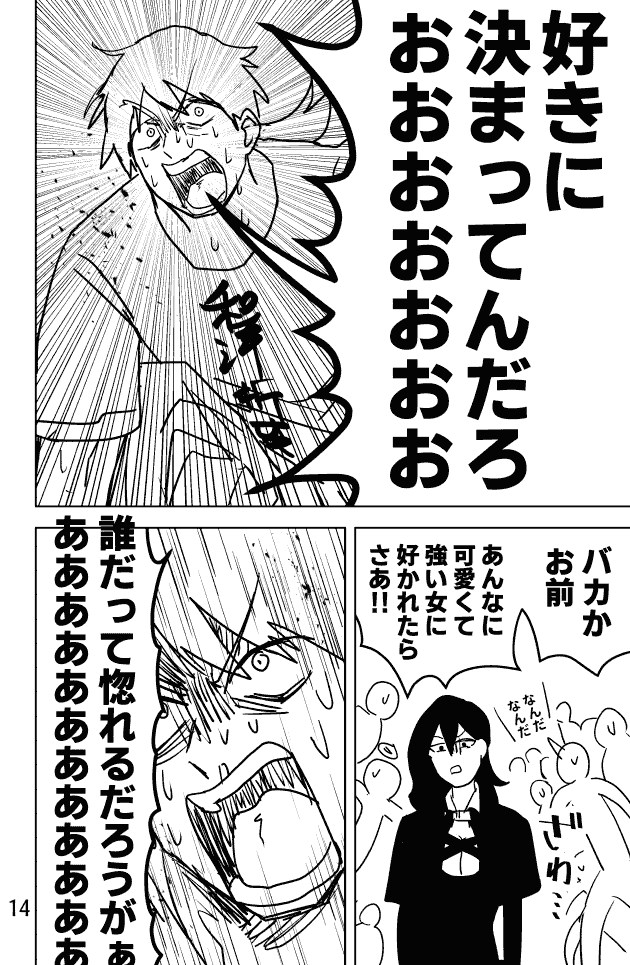 好きに
決まってんだろ
おおおおおおお
バカか
お前
あんなに
可愛くて
強い女に
好かれたら
さあ!!
なんだ
なんだ
ざわ…
誰だって惚れるだろうがぁ
あああああああああああ
14